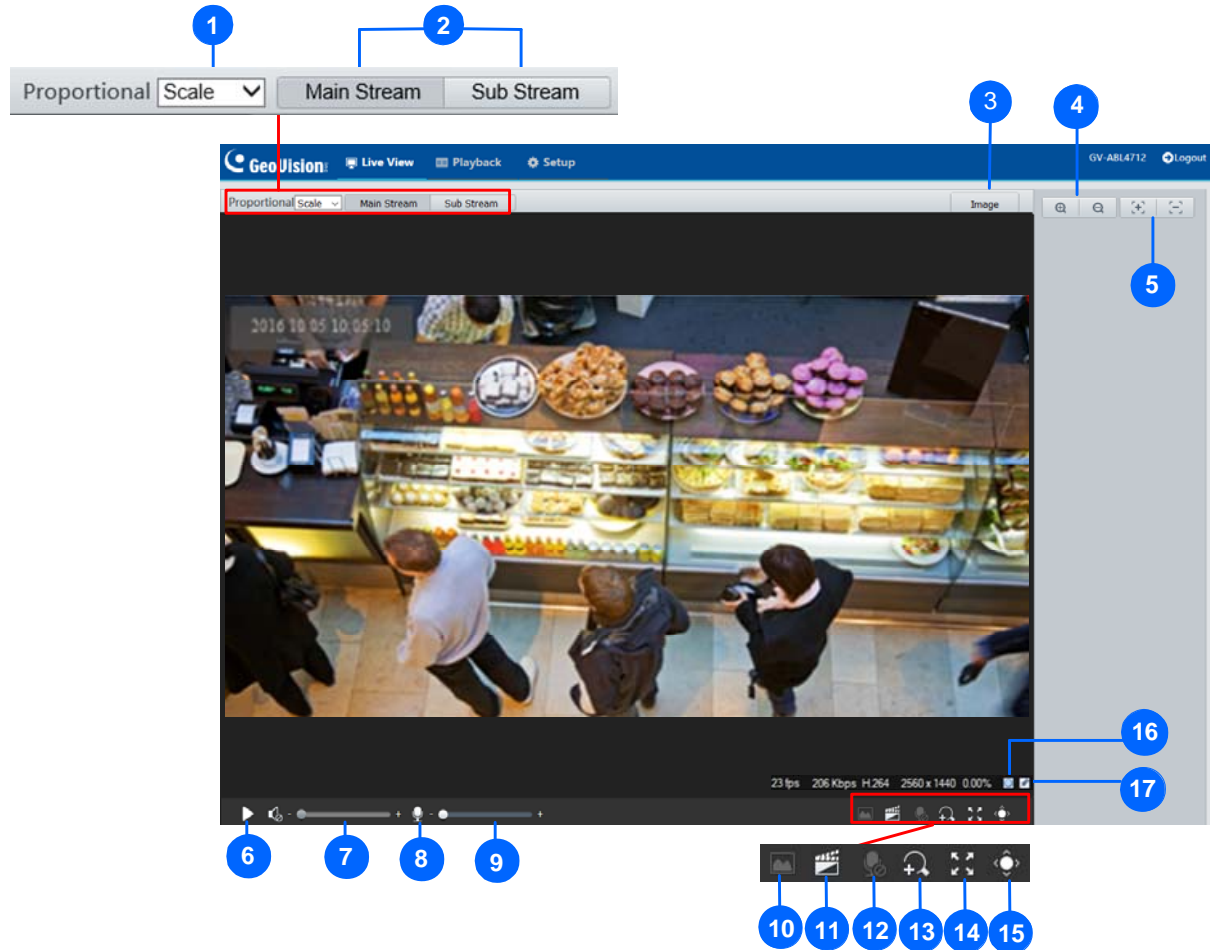 1
2
Proportional Scale Main Stream Sub Stream
3
4
GeoVision Live View Playback Setup
GV-ABL4712 Logout
Proportional Scale Main Stream Sub Stream
Image
5
2016 10 05 10:05:10
16
23 fps 206 Kbps H.264 2560 x 1440 0.00%
17
- + - +
6 7 8 9
10 11 12 13 14 15